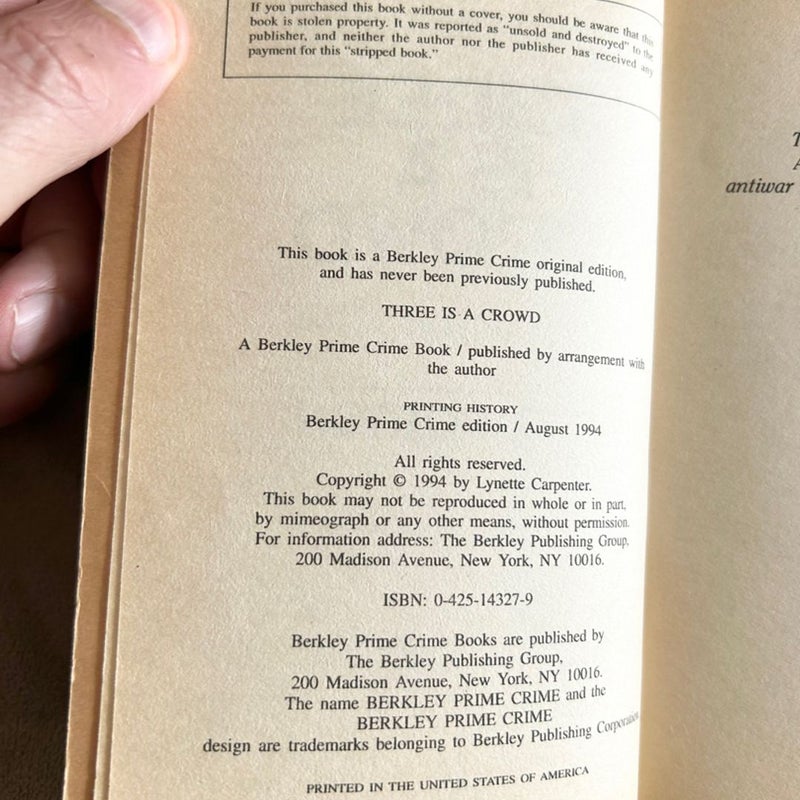 If you purchased this book without a cover, you should be aware that this
book is stolen property. It was reported as "unsold and destroyed" to the
publisher, and neither the author nor the publisher has received any
payment for this "stripped book."
This book is a Berkley Prime Crime original edition,
and has never been previously published.
THREE IS A CROWD
A Berkley Prime Crime Book / published by arrangement with
the author
PRINTING HISTORY
Berkley Prime Crime edition / August 1994
All rights reserved.
Copyright © 1994 by Lynette Carpenter.
This book may not be reproduced in whole or in part,
by mimeograph or any other means, without permission.
For information address: The Berkley Publishing Group,
200 Madison Avenue, New York, NY 10016.
ISBN: 0-425-14327-9
Berkley Prime Crime Books are published by
The Berkley Publishing Group,
200 Madison Avenue, New York, NY 10016.
The name BERKLEY PRIME CRIME and the
BERKLEY PRIME CRIME
design are trademarks belonging to Berkley Publishing Corporation.
PRINTED IN THE UNITED STATES OF AMERICA
antiwar